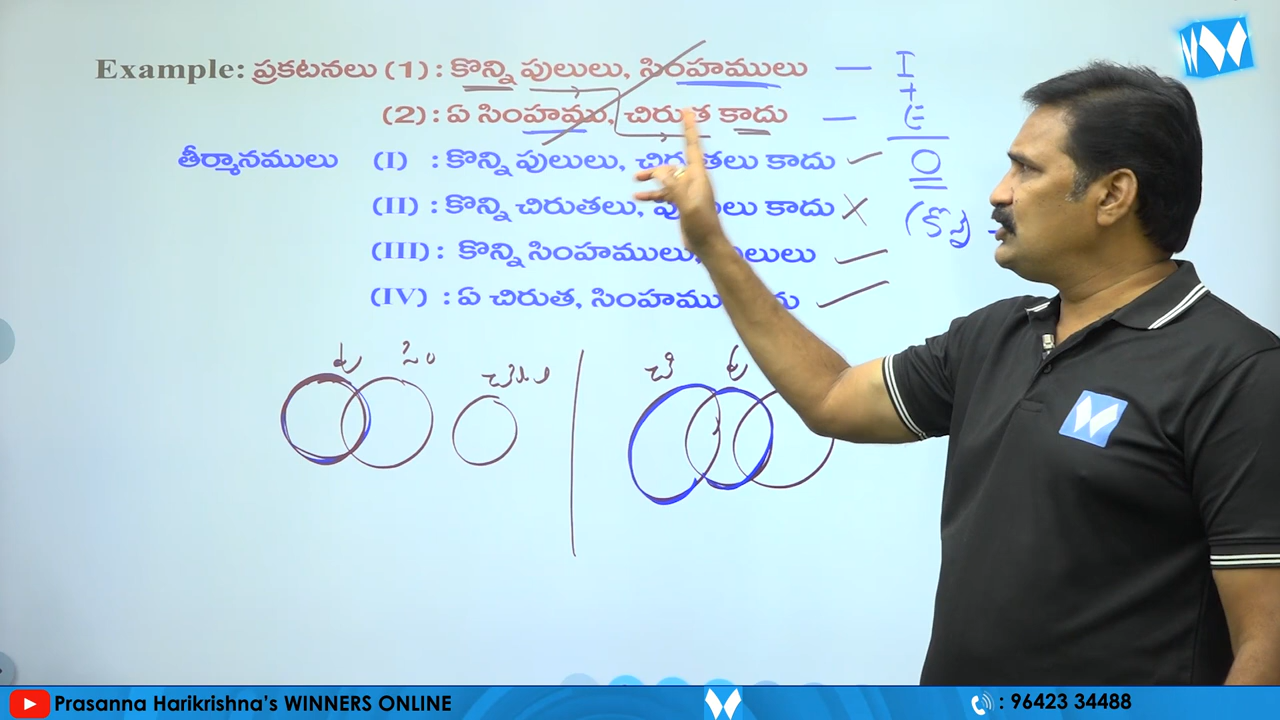 Example: ప్రకటనలు (1) : కొన్ని పులులు, సింహములు — I
+
(2) : ఏ సింహము, చిరుత కాదు — E
తీర్మానములు (I) : కొన్ని పులులు, చిరుతలు కాదు ✓ O
(II) : కొన్ని చిరుతలు, పులులు కాదు ✗ (కొన్ని -
(III) : కొన్ని సింహములు, పులులు ✓
(IV) : ఏ చిరుత, సింహము కాదు ✓
పు సిం చిరుత చి పు
W
Prasanna Harikrishna's WINNERS ONLINE : 96423 34488